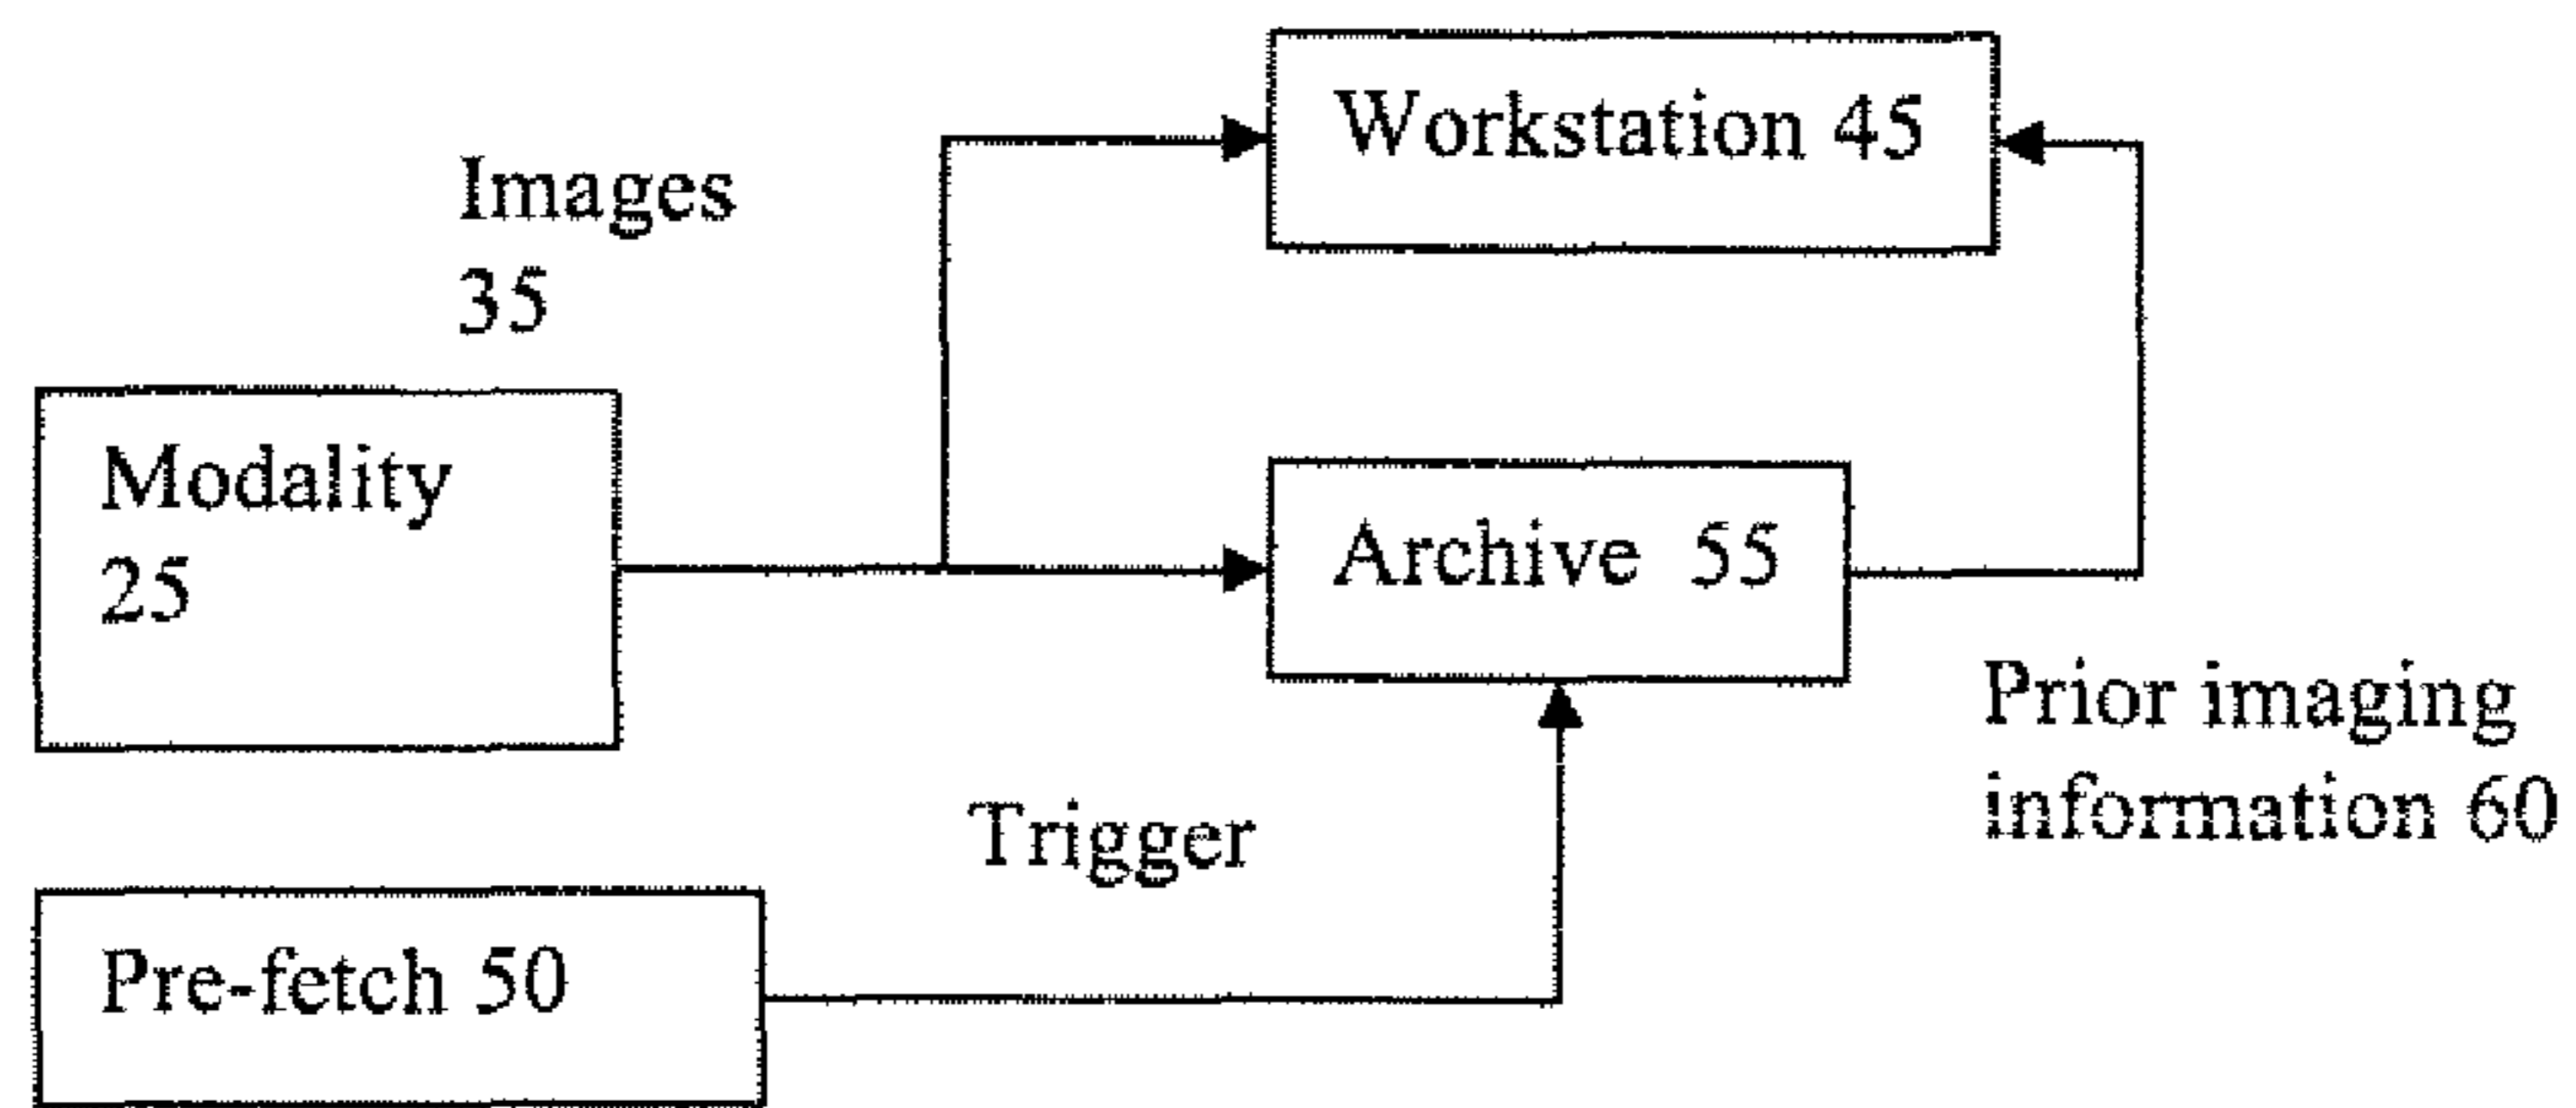 Workstation 45
Images
35
Modality
25
Archive 55
Prior imaging
information 60
Trigger
Pre-fetch 50